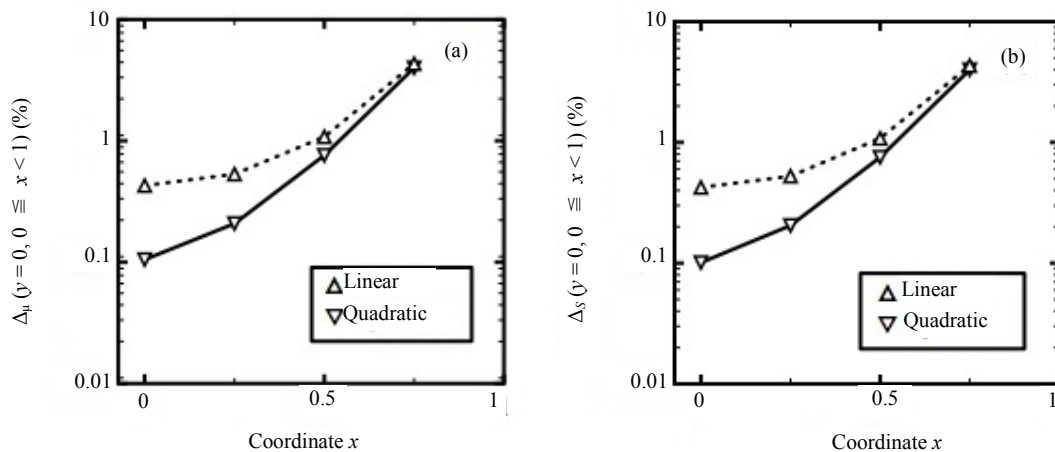 10
1
0.1
0.01
Δμ (y = 0, 0 ≦ x < 1) (%)
(a)
Linear
Quadratic
0
0.5
1
Coordinate x
10
1
0.1
0.01
ΔS (y = 0, 0 ≦ x < 1) (%)
(b)
Linear
Quadratic
0
0.5
1
Coordinate x